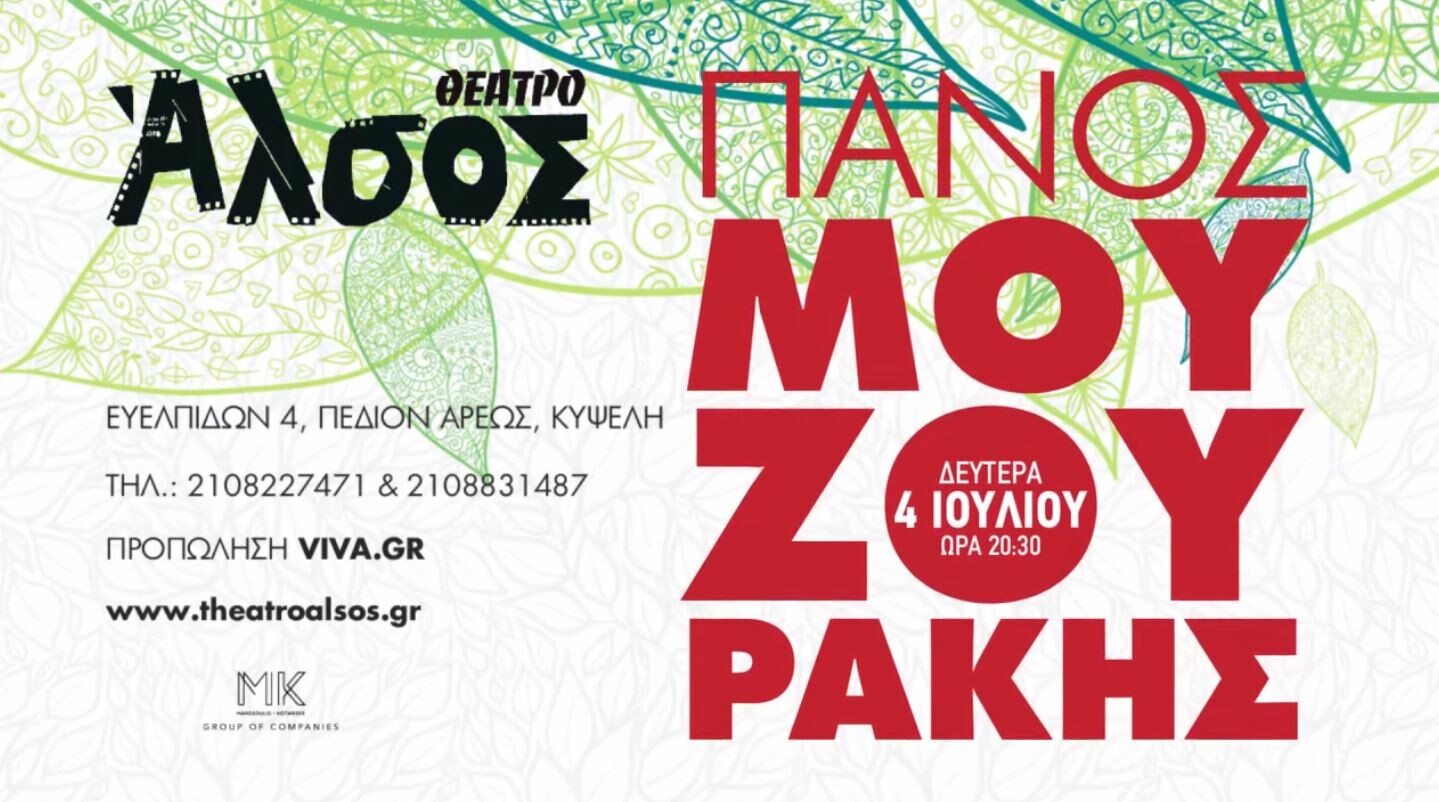 ΘΕΑΤΡΟ
Άλσος
ΕΥΕΛΠΙΔΩΝ 4, ΠΕΔΙΟΝ ΑΡΕΩΣ, ΚΥΨΕΛΗ
ΤΗΛ.: 2108227471 & 2108831487
ΠΡΟΠΩΛΗΣΗ VIVA.GR
www.theatroalsos.gr
MK
GROUP OF COMPANIES
ΠΑΝΟΣ
ΜΟΥ
ΖΟΥ
ΔΕΥΤΕΡΑ
4 ΙΟΥΛΙΟΥ
ΩΡΑ 20:30
ΡΑΚΗΣ